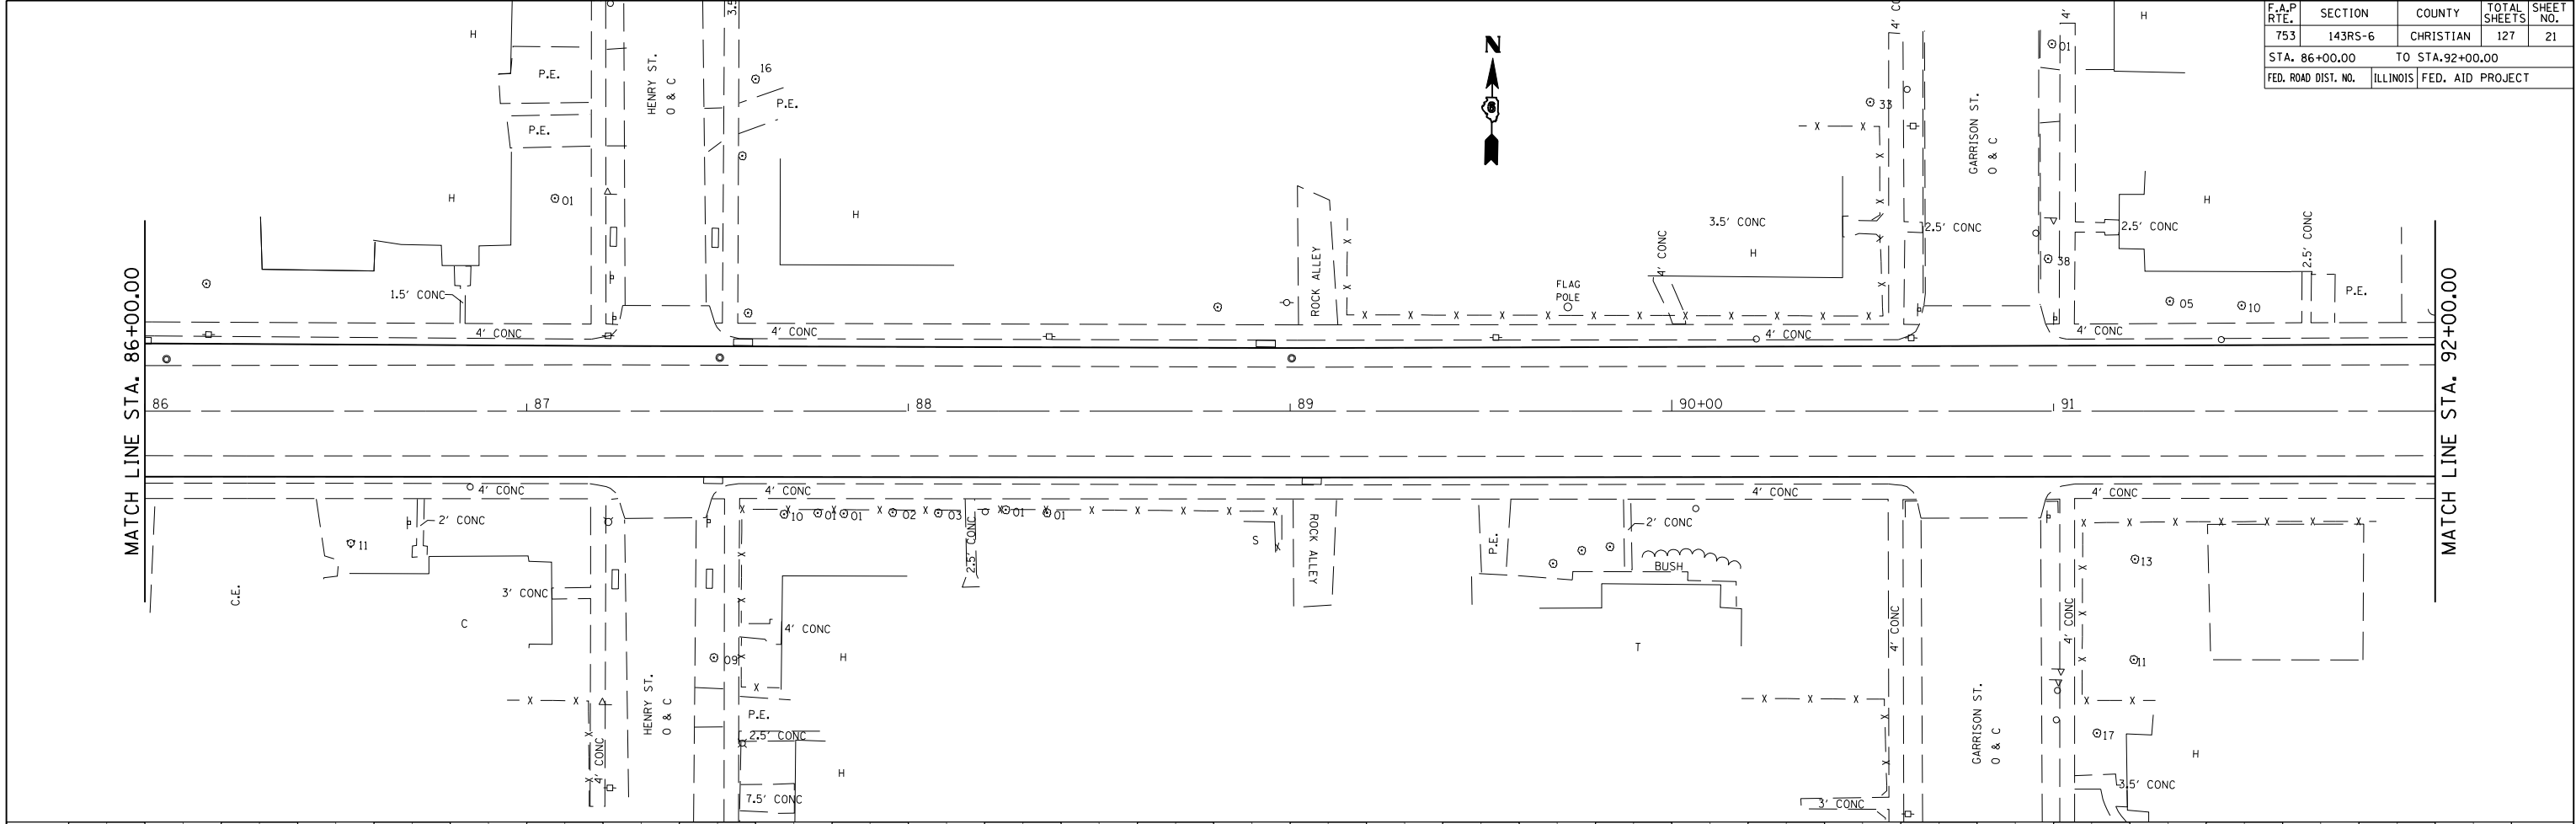 F.A.P RTE. SECTION COUNTY TOTAL SHEETS SHEET NO.
753 143RS-6 CHRISTIAN 127 21
STA. 86+00.00 TO STA.92+00.00
FED. ROAD DIST. NO. ILLINOIS FED. AID PROJECT
N
H
P.E.
P.E.
HENRY ST.
O & C
3.5'
16
P.E.
H
01
H
1.5' CONC
4' CONC
4' CONC
ROCK ALLEY
FLAG
POLE
4' CONC
3.5' CONC
H
33
4' CO
GARRISON ST.
O & C
2.5' CONC
4'
01
H
H
2.5' CONC
38
2.5' CONC
05
10
P.E.
4' CONC
4' CONC
MATCH LINE STA. 86+00.00
86
87
88
89
90+00
91
MATCH LINE STA. 92+00.00
4' CONC
4' CONC
4' CONC
4' CONC
2' CONC
11
C.E.
C
3' CONC
HENRY ST.
O & C
4' CONC
10
01
01
02
03
01
01
2.5' CONC
S
ROCK ALLEY
P.E.
2' CONC
BUSH
T
4' CONC
09
H
P.E.
2.5' CONC
H
7.5' CONC
4' CONC
GARRISON ST.
O & C
4' CONC
13
11
17
H
3.5' CONC
3' CONC